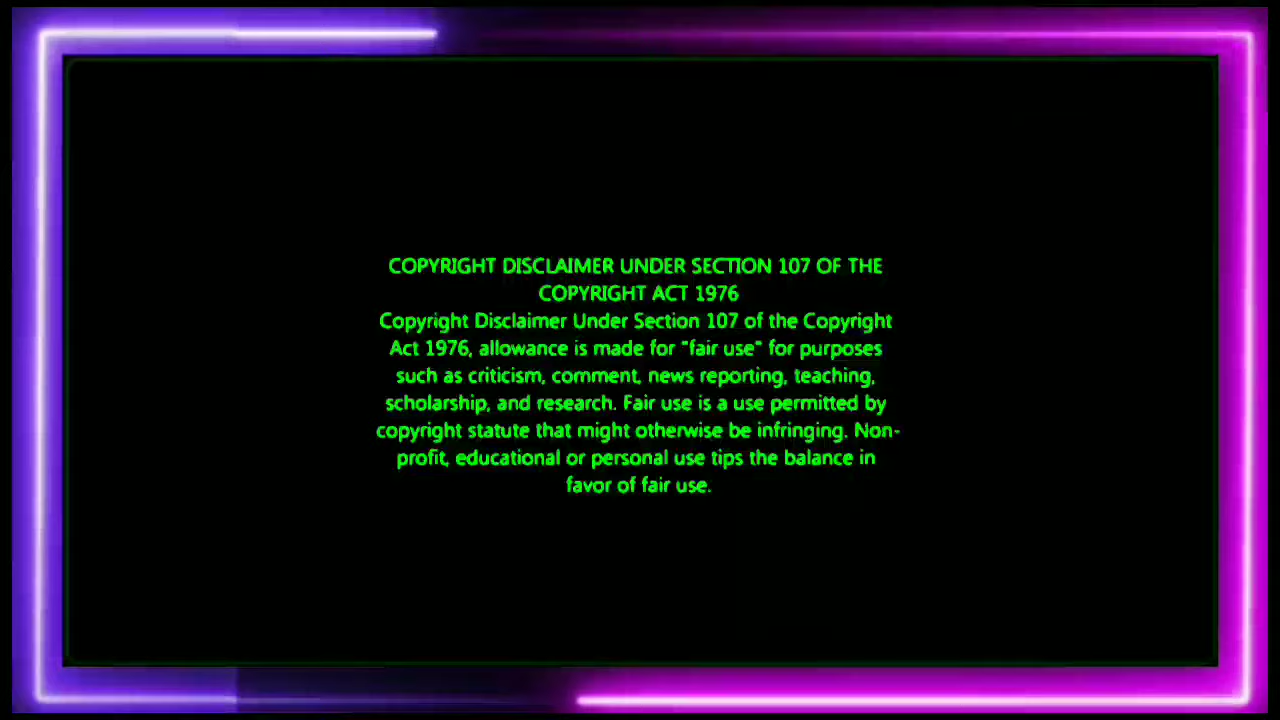 COPYRIGHT DISCLAIMER UNDER SECTION 107 OF THE
COPYRIGHT ACT 1976
Copyright Disclaimer Under Section 107 of the Copyright
Act 1976, allowance is made for "fair use" for purposes
such as criticism, comment, news reporting, teaching,
scholarship, and research. Fair use is a use permitted by
copyright statute that might otherwise be infringing. Non-
profit, educational or personal use tips the balance in
favor of fair use.